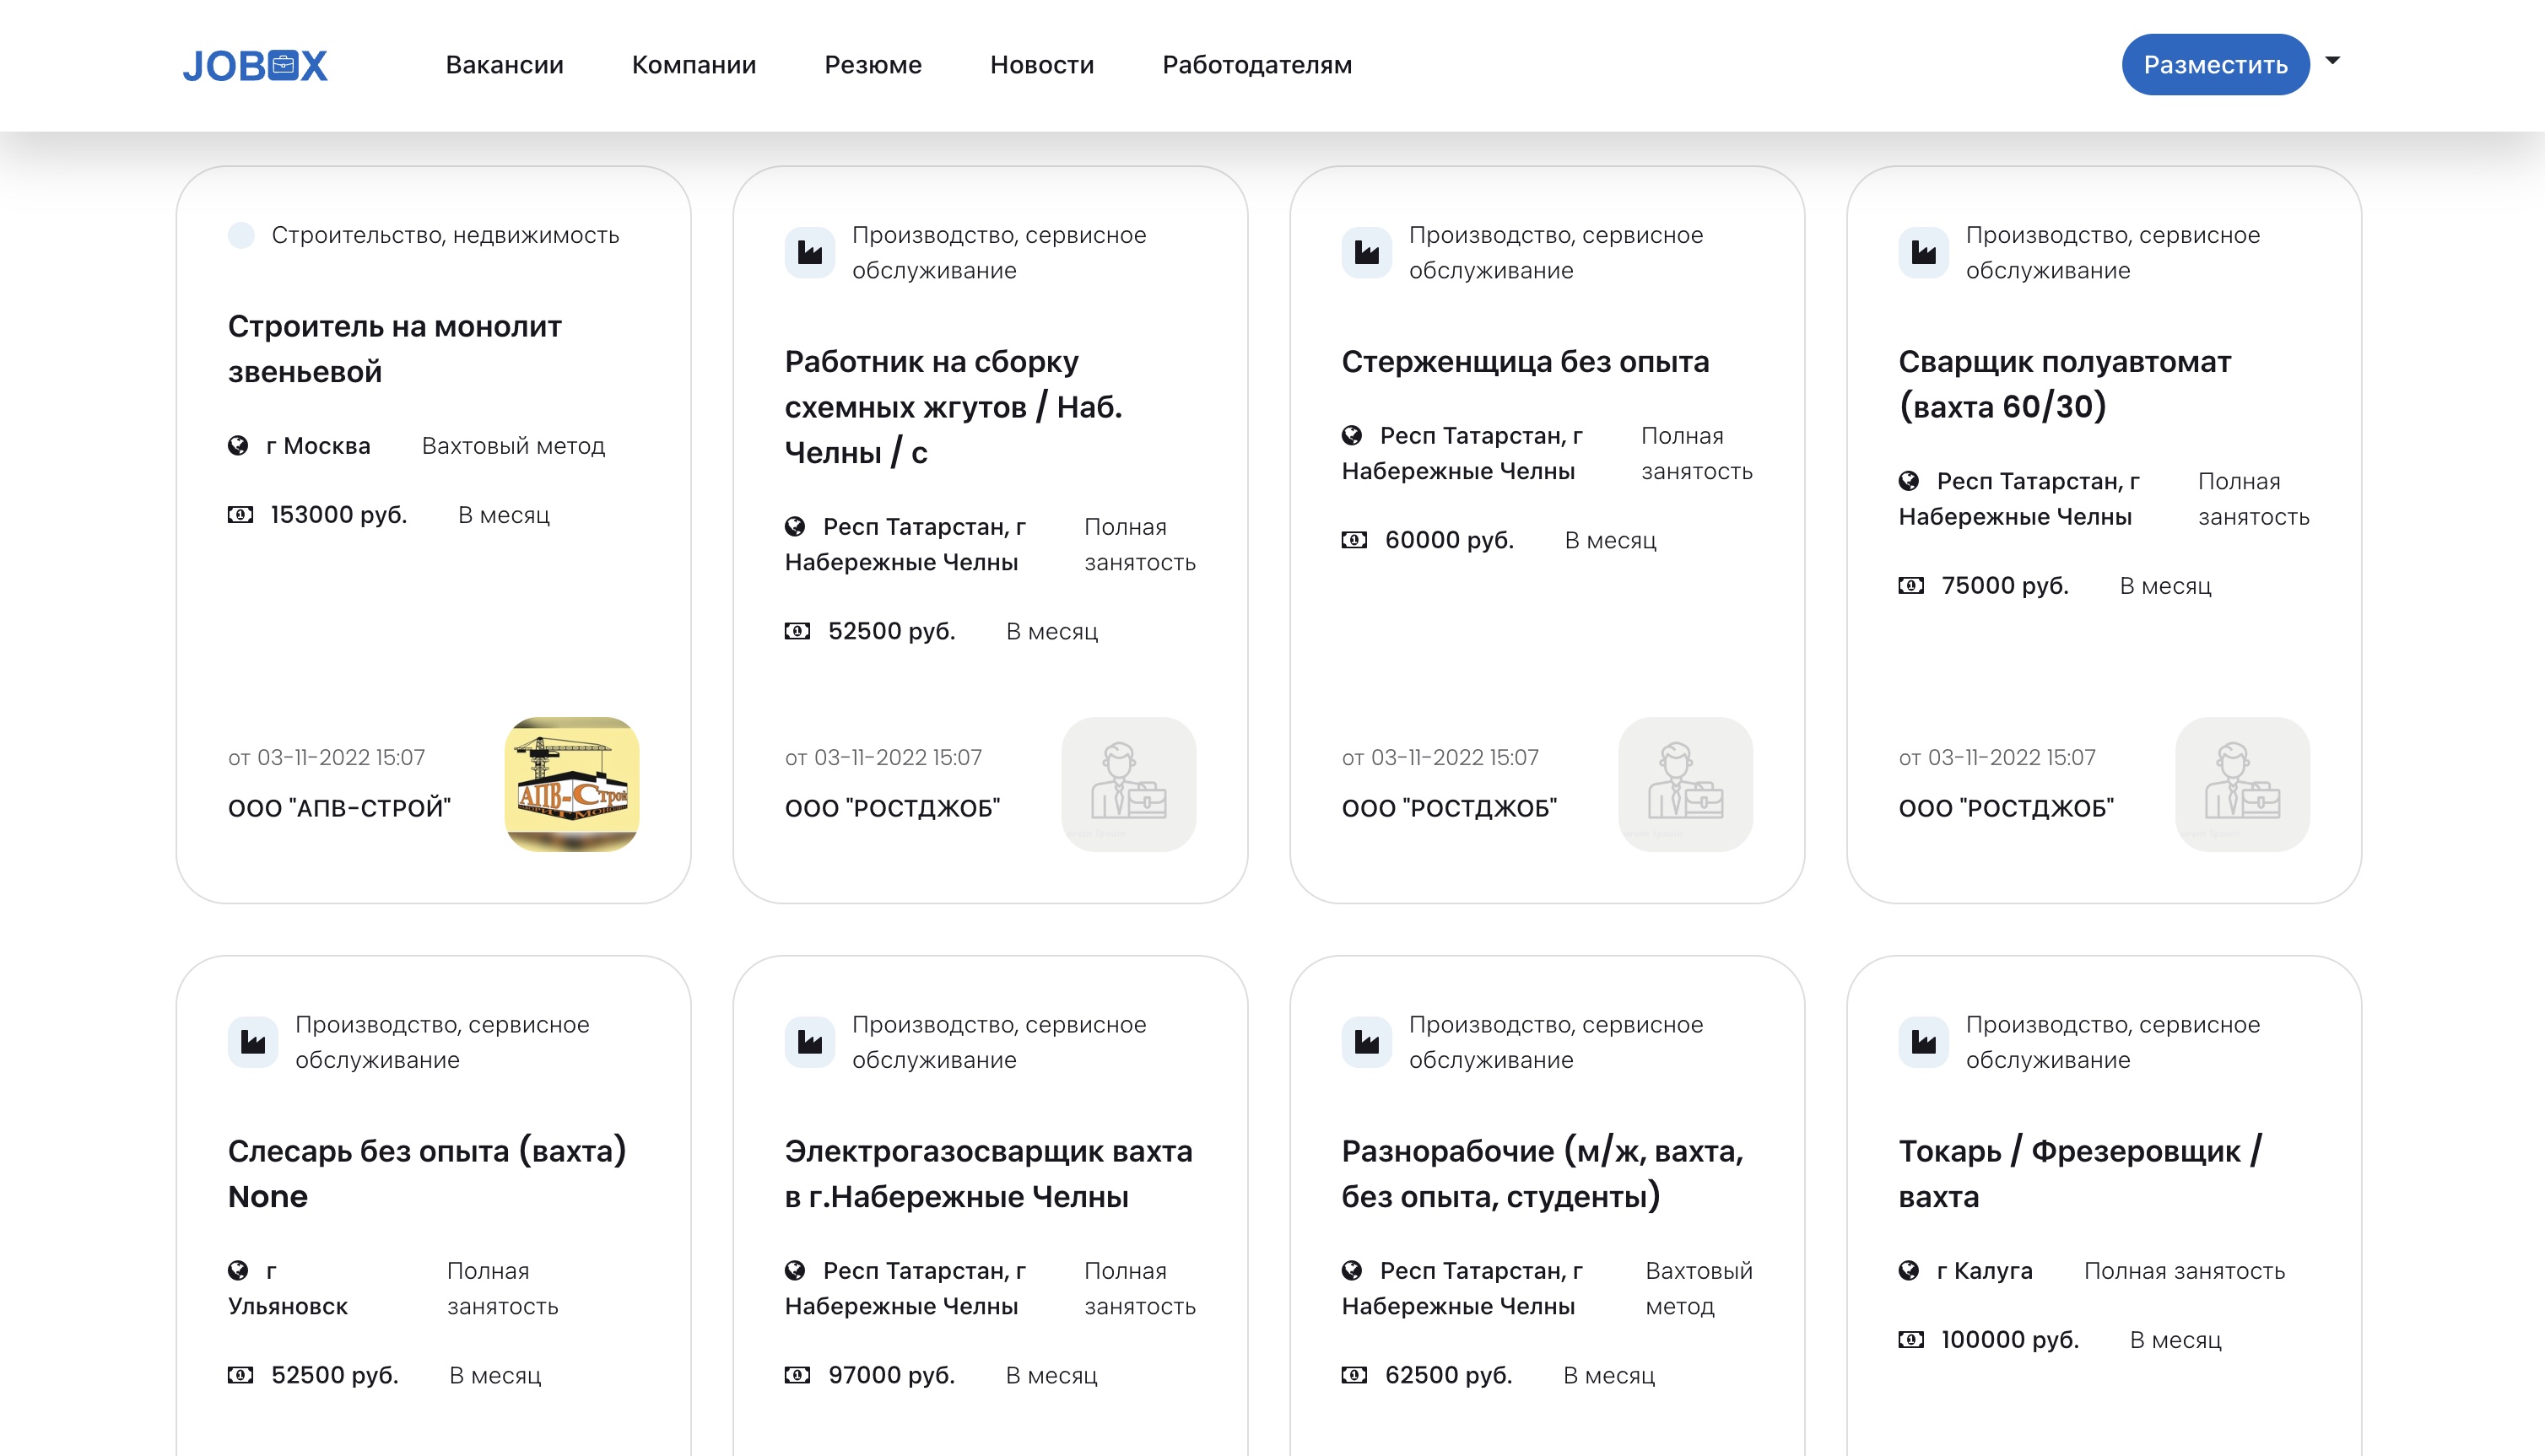 JOBOX
Вакансии
Компании
Резюме
Новости
Работодателям
Разместить
Строительство, недвижимость
Строитель на монолит
звеньевой
г Москва
Вахтовый метод
153000 руб.
В месяц
от 03-11-2022 15:07
ООО "АПВ-СТРОЙ"
АПВ-Строй
Производство, сервисное
обслуживание
Работник на сборку
схемных жгутов / Наб.
Челны / с
Респ Татарстан, г
Набережные Челны
Полная
занятость
52500 руб.
В месяц
от 03-11-2022 15:07
ООО "РОСТДЖОБ"
Производство, сервисное
обслуживание
Стерженщица без опыта
Респ Татарстан, г
Набережные Челны
Полная
занятость
60000 руб.
В месяц
от 03-11-2022 15:07
ООО "РОСТДЖОБ"
Производство, сервисное
обслуживание
Сварщик полуавтомат
(вахта 60/30)
Респ Татарстан, г
Набережные Челны
Полная
занятость
75000 руб.
В месяц
от 03-11-2022 15:07
ООО "РОСТДЖОБ"
Производство, сервисное
обслуживание
Слесарь без опыта (вахта)
None
г
Ульяновск
Полная
занятость
52500 руб.
В месяц
Производство, сервисное
обслуживание
Электрогазосварщик вахта
в г.Набережные Челны
Респ Татарстан, г
Набережные Челны
Полная
занятость
97000 руб.
В месяц
Производство, сервисное
обслуживание
Разнорабочие (м/ж, вахта,
без опыта, студенты)
Респ Татарстан, г
Набережные Челны
Вахтовый
метод
62500 руб.
В месяц
Производство, сервисное
обслуживание
Токарь / Фрезеровщик /
вахта
г Калуга
Полная занятость
100000 руб.
В месяц